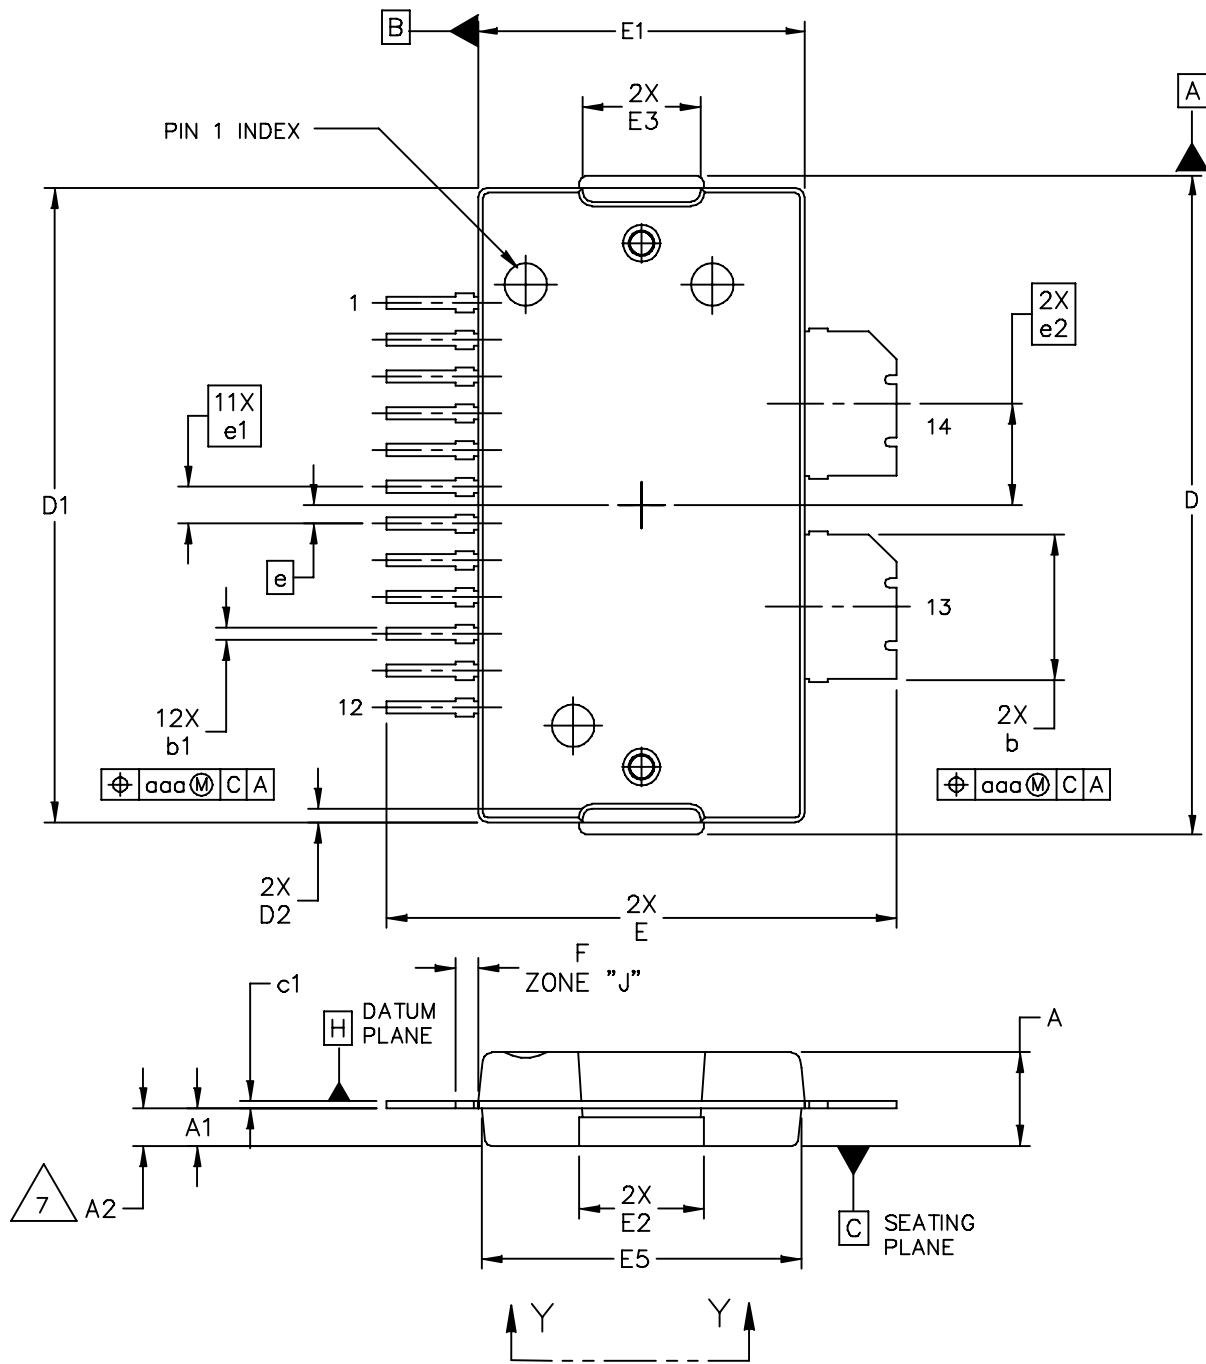 B
E1
2X
E3
A
PIN 1 INDEX
1
2X
e2
11X
e1
14
D1
D
e
13
12X
b1
12
2X
b
⌖ aaa Ⓜ C A
⌖ aaa Ⓜ C A
2X
D2
2X
E
F
ZONE "J"
c1
H
DATUM
PLANE
A
A1
7
A2
2X
E2
C
SEATING
PLANE
E5
Y
Y